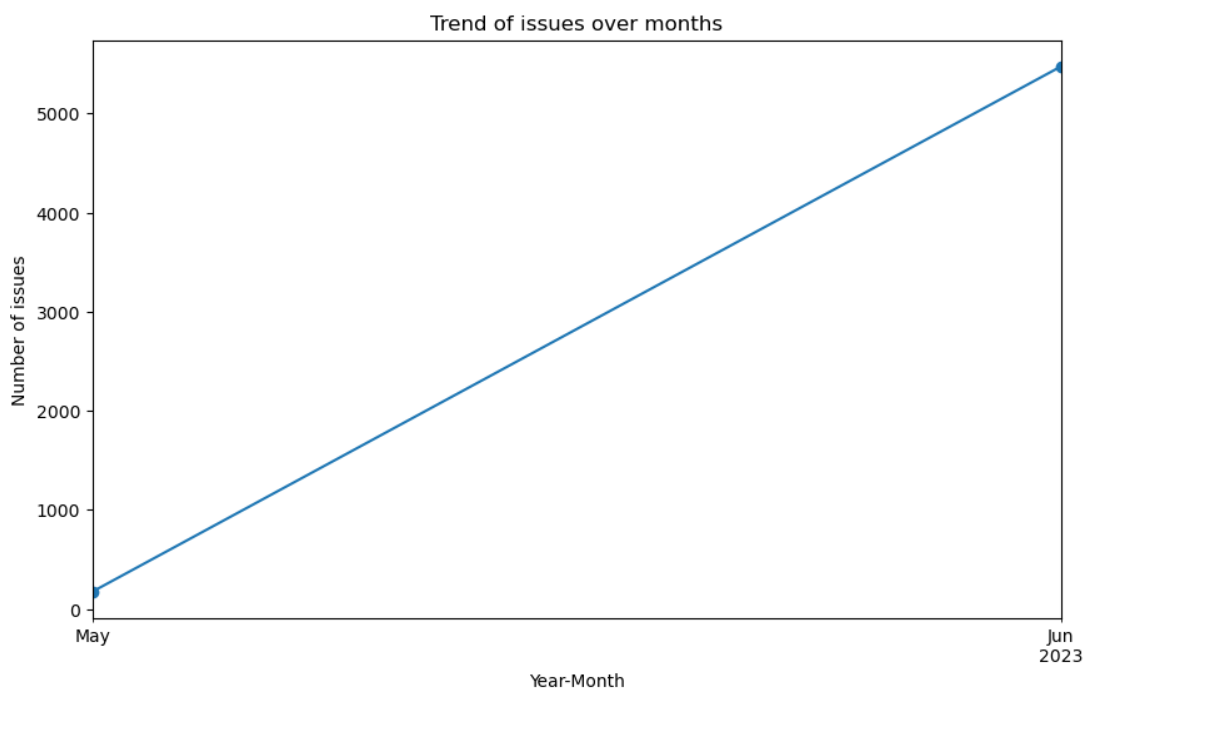 Trend of issues over months
5000
4000
3000
2000
1000
0
Number of issues
May
Jun
2023
Year-Month